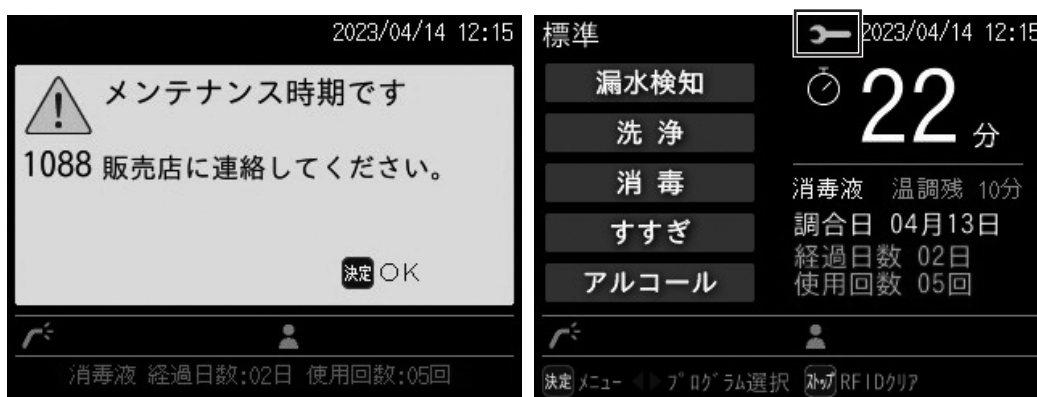 2023/04/14 12:15
メンテナンス時期です
1088 販売店に連絡してください。
決定 OK
消毒液 経過日数:02日 使用回数:05回
標準 2023/04/14 12:15
漏水検知
洗 浄
消 毒
すすぎ
アルコール
22分
消毒液 温調残 10分
調合日 04月13日
経過日数 02日
使用回数 05回
決定 メニュー プログラム選択 ストップ RFIDクリア